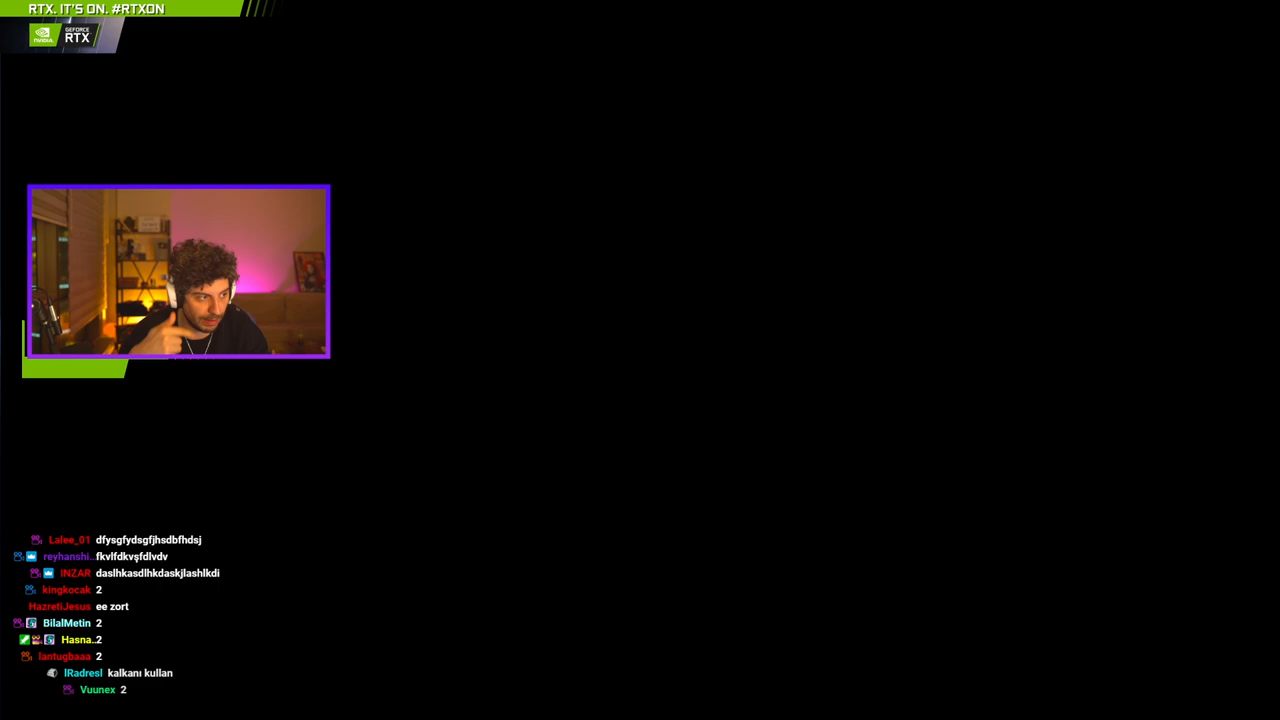 RTX. IT'S ON. #RTXON
NVIDIA.
GEFORCE
RTX
Lalee_01 dfysgfydsgfjhsdbfhdsj
reyhanshi.. fkvlfdkvşfdlvdv
INZAR daslhkasdlhkdaskjlashlkdi
kingkocak 2
HazretiJesus ee zort
BilalMetin 2
Hasna.. 2
lantugbaaa 2
lRadresl kalkanı kullan
Vuunex 2